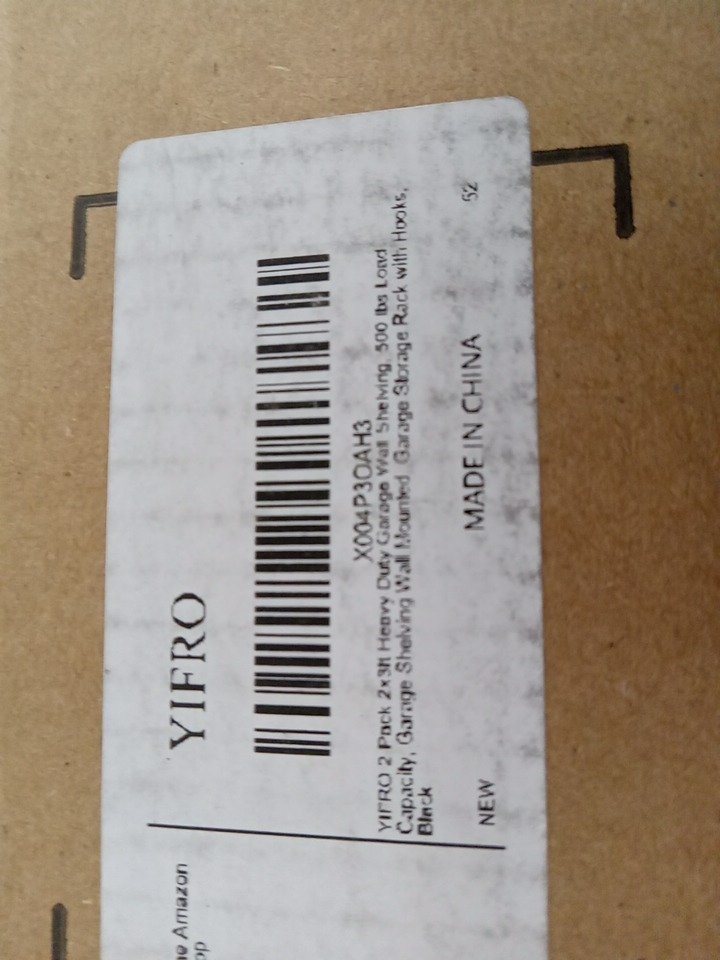 YIFRO
X004P3OAH3
YIFRO 2 Pack 2x3ft Heavy Duty Garage Wall Shelving, 500 lbs Load
Capacity, Garage Shelving Wall Mounted, Garage Storage Rack with Hooks,
Black
NEW
MADE IN CHINA
52
Amazon